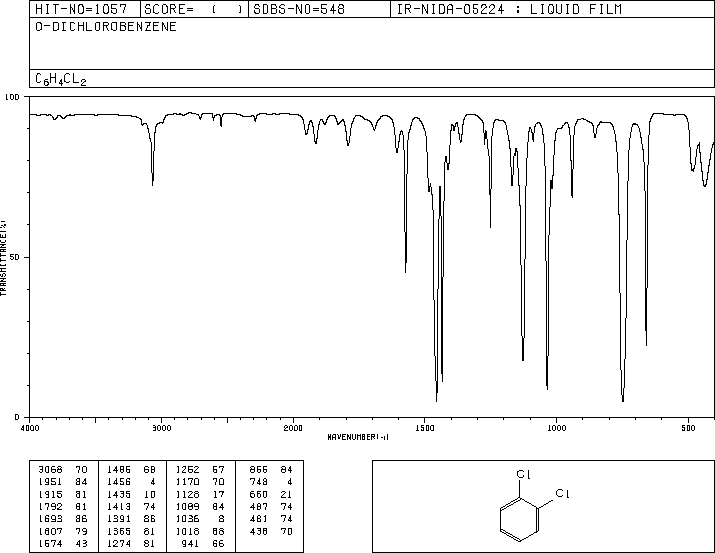 HIT-NO=1057 SCORE= ( ) SDBS-NO=548 IR-NIDA-05224 : LIQUID FILM
O-DICHLOROBENZENE
C6H4CL2
100
50
0
TRANSMITTANCE(%)
4000 3000 2000 1500 1000 500
WAVENUMBER(-1)
3068 70 1486 68 1252 57 84
1951 84 1456 4 1170 70 748 4
1915 81 1435 10 1128 17 660 21
1792 81 1413 74 1089 84 487 74
1693 86 1391 86 1036 8 481 74
1607 79 1365 81 1018 438 70
1574 43 1274 81 941 66
Cl
Cl